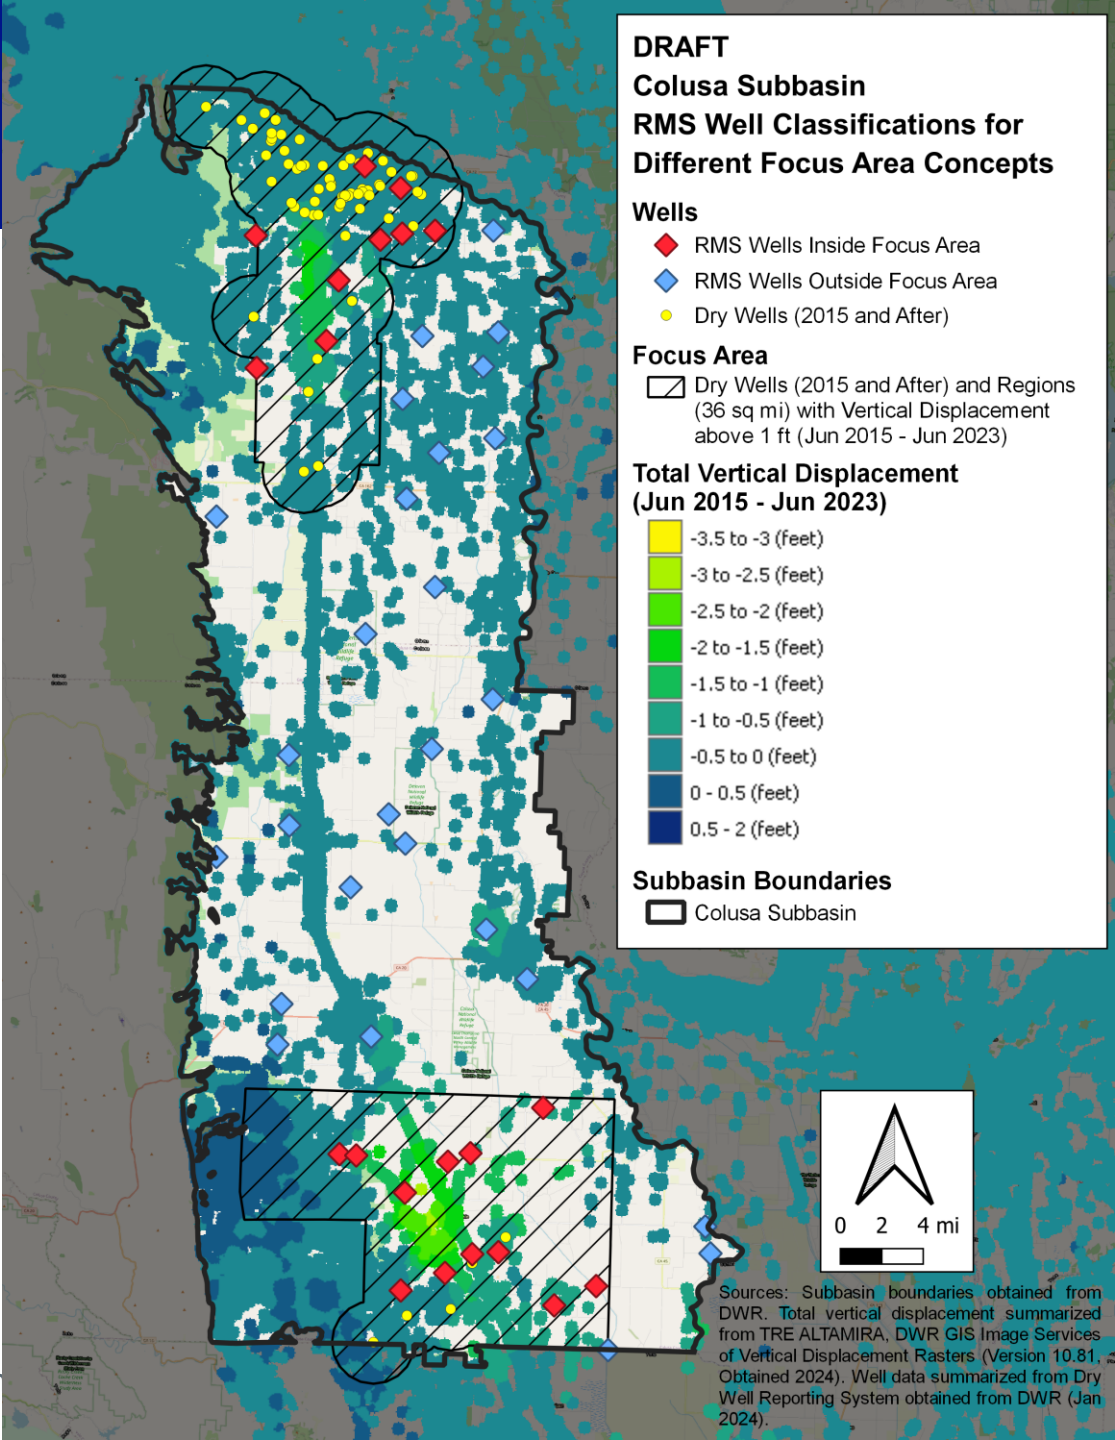 DRAFT
Colusa Subbasin
RMS Well Classifications for
Different Focus Area Concepts
Wells
RMS Wells Inside Focus Area
RMS Wells Outside Focus Area
Dry Wells (2015 and After)
Focus Area
Dry Wells (2015 and After) and Regions
(36 sq mi) with Vertical Displacement
above 1 ft (Jun 2015 - Jun 2023)
Total Vertical Displacement
(Jun 2015 - Jun 2023)
-3.5 to -3 (feet)
-3 to -2.5 (feet)
-2.5 to -2 (feet)
-2 to -1.5 (feet)
-1.5 to -1 (feet)
-1 to -0.5 (feet)
-0.5 to 0 (feet)
0 - 0.5 (feet)
0.5 - 2 (feet)
Subbasin Boundaries
Colusa Subbasin
0 2 4 mi
Sources: Subbasin boundaries obtained from
DWR. Total vertical displacement summarized
from TRE ALTAMIRA, DWR GIS Image Services
of Vertical Displacement Rasters (Version 10.81,
Obtained 2024). Well data summarized from Dry
Well Reporting System obtained from DWR (Jan
2024).